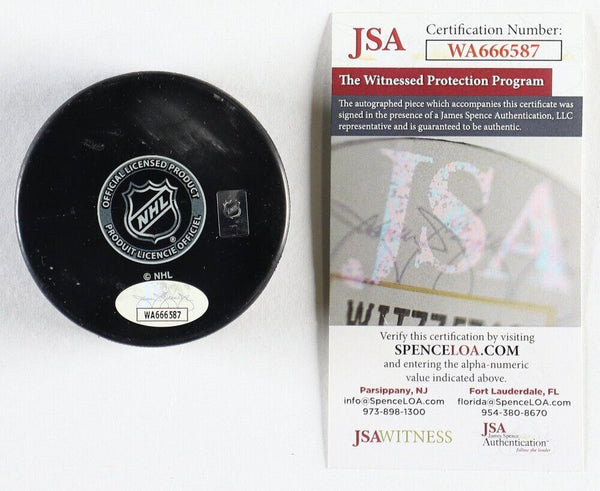 OFFICIAL LICENSED PRODUCT
NHL
PRODUIT LICENCIÉ OFFICIEL
© NHL
WA666587
JSA
Certification Number:
WA666587
The Witnessed Protection Program
The autographed piece which accompanies this certificate was
signed in the presence of a James Spence Authentication, LLC
representative and is guaranteed to be authentic.
JSA
Verify this certification by visiting
SPENCELOA.COM
and entering the alpha-numeric
value indicated above.
Parsippany, NJ
info@SpenceLOA.com
973-898-1300
Fort Lauderdale, FL
florida@SpenceLOA.com
954-380-8670
JSAWITNESS
JSA
James Spence
Authentication
follow the leader